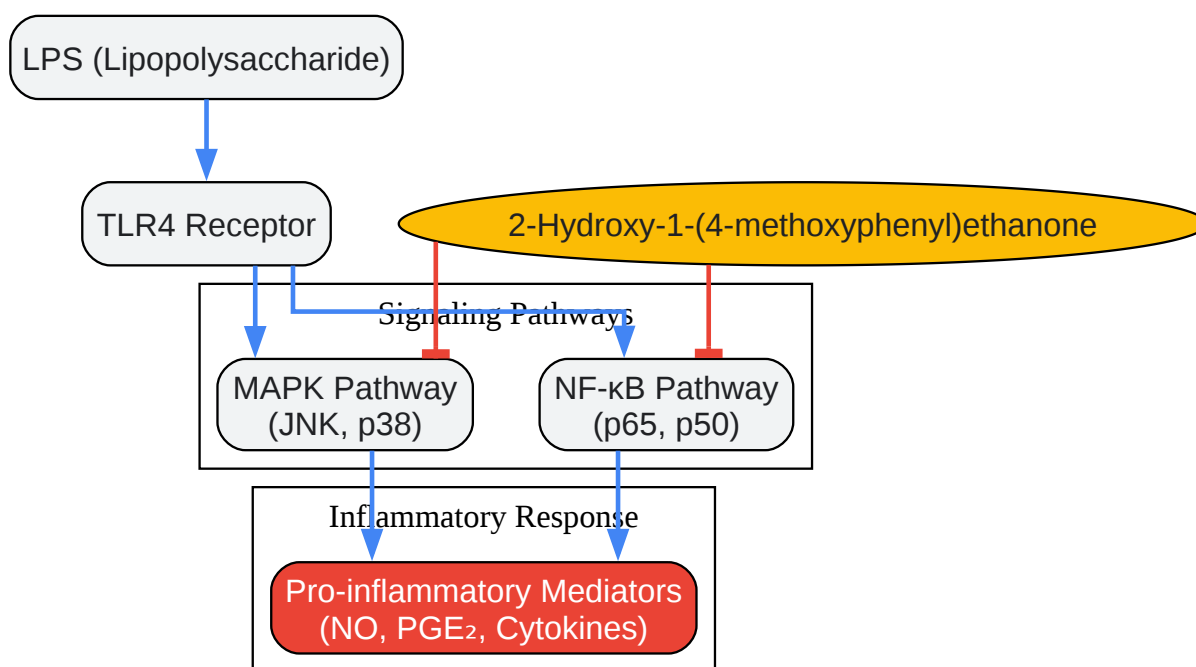 LPS (Lipopolysaccharide)
TLR4 Receptor
2-Hydroxy-1-(4-methoxyphenyl)ethanone
Signaling Pathways
MAPK Pathway
(JNK, p38)
NF-κB Pathway
(p65, p50)
Inflammatory Response
Pro-inflammatory Mediators
(NO, PGE₂, Cytokines)